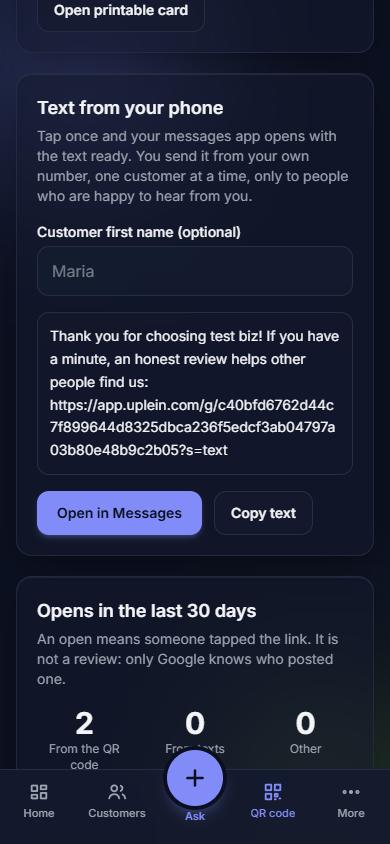 Open printable card
Text from your phone
Tap once and your messages app opens with
the text ready. You send it from your own
number, one customer at a time, only to people
who are happy to hear from you.
Customer first name (optional)
Maria
Thank you for choosing test biz! If you have
a minute, an honest review helps other
people find us:
https://app.uplein.com/g/c40bfd6762d44c
7f899644d8325dbca236f5edcf3ab04797a
03b80e48b9c2b05?s=text
Open in Messages
Copy text
Opens in the last 30 days
An open means someone tapped the link. It is
not a review: only Google knows who posted
one.
2
0
0
From the QR
code
From texts
Other
Home
Customers
Ask
QR code
More